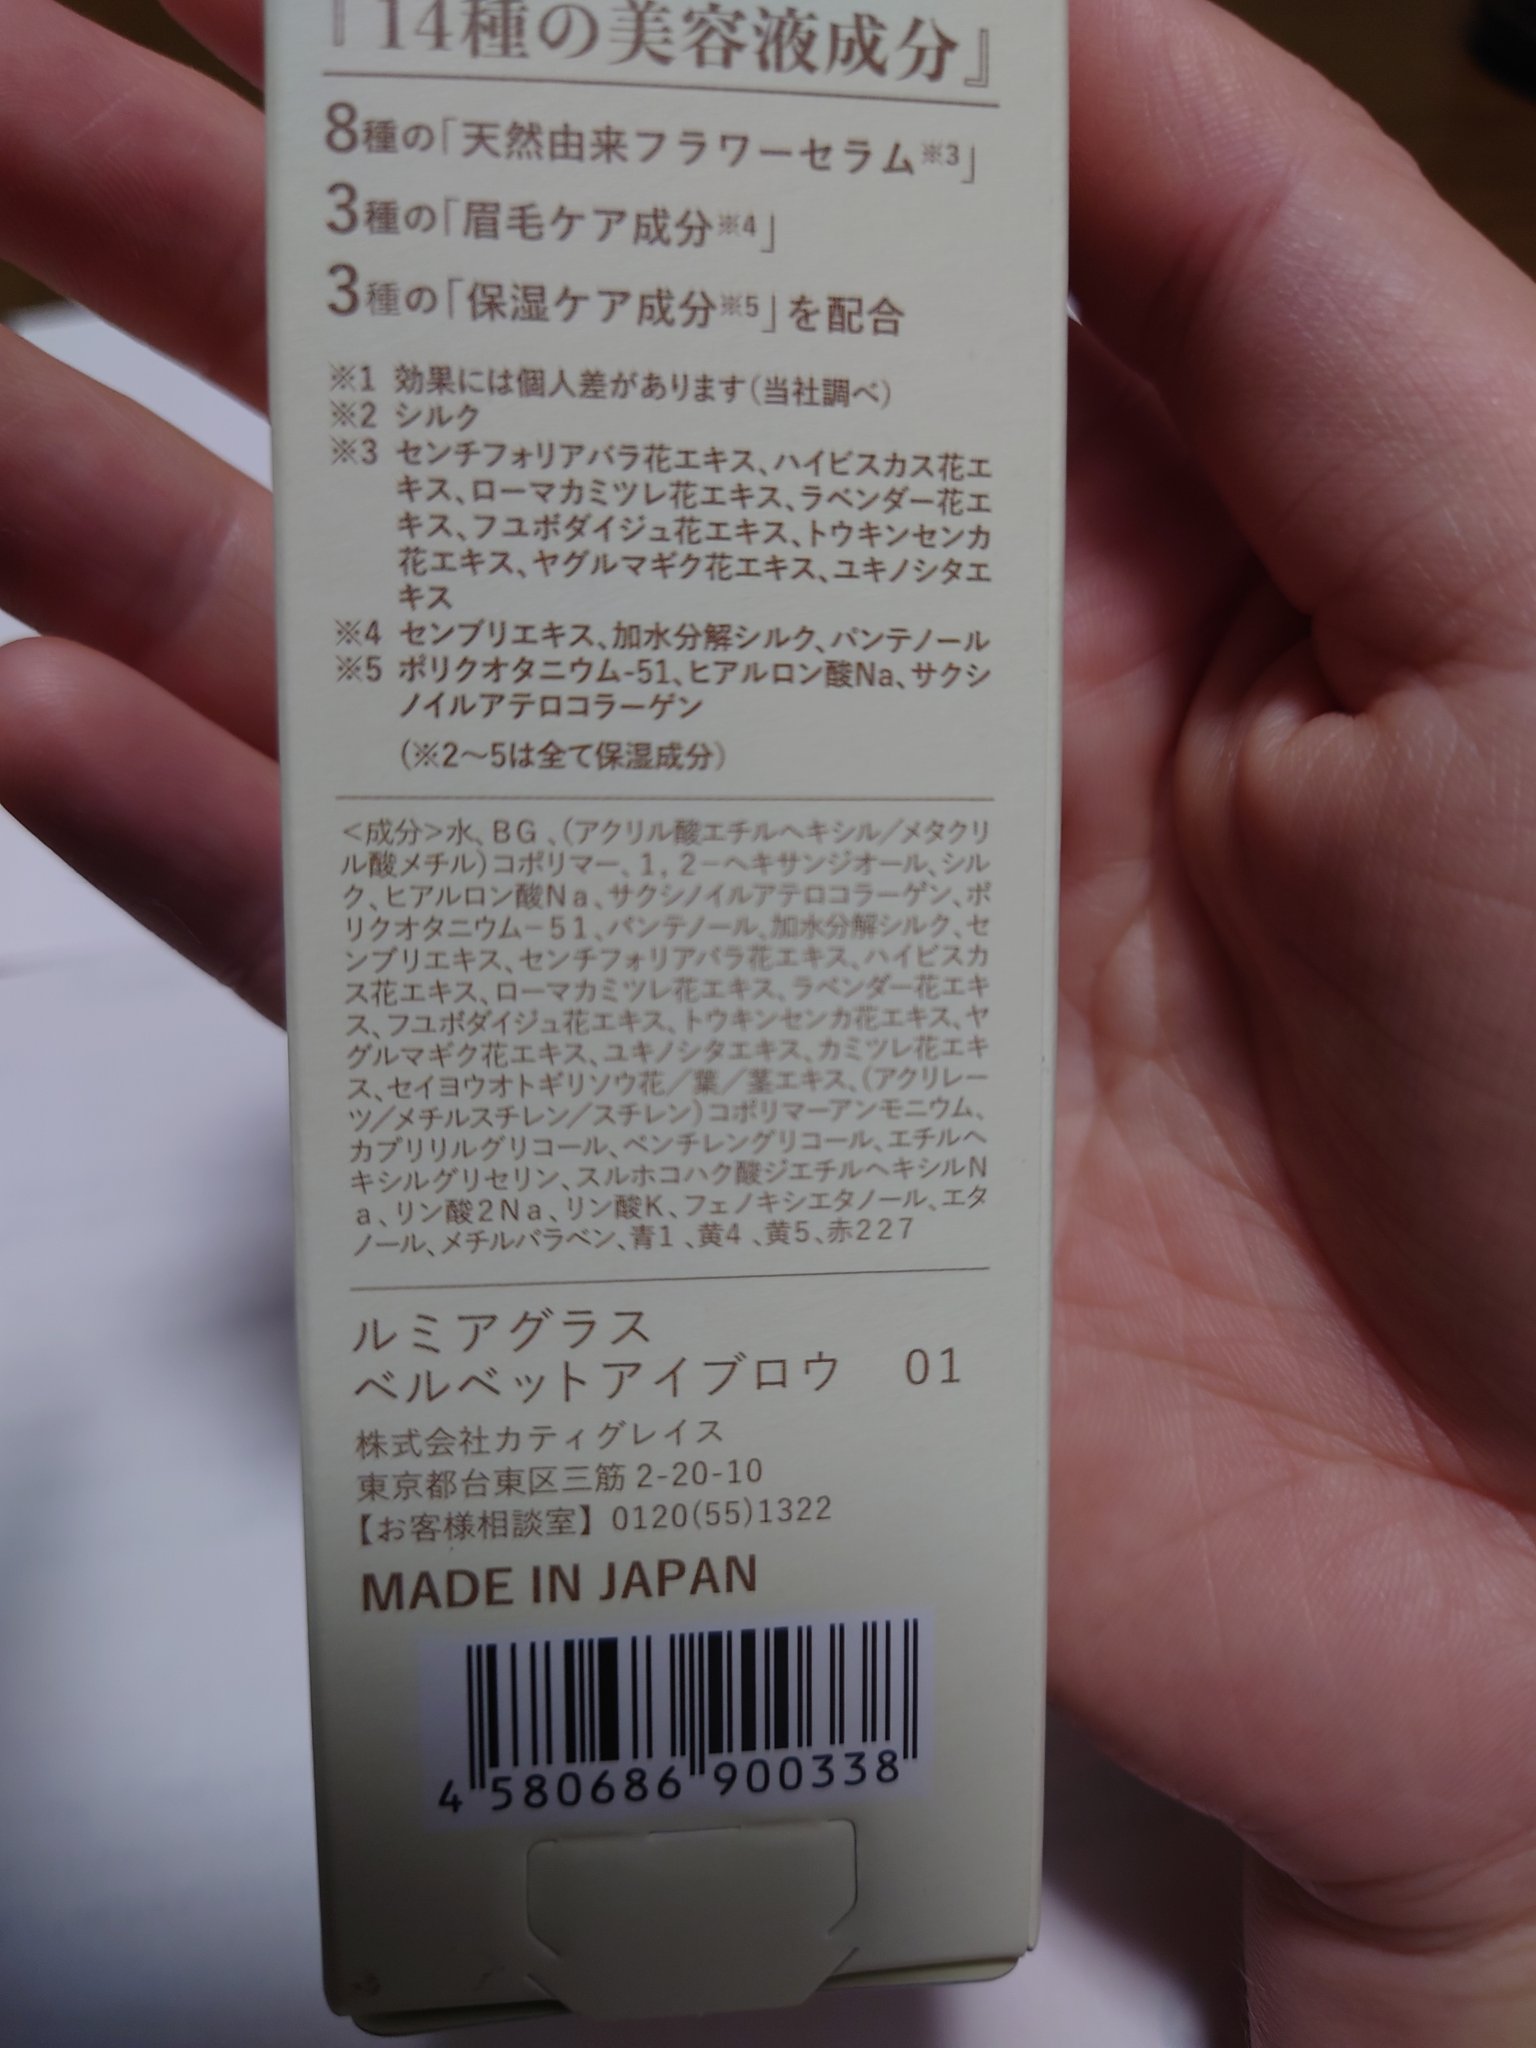 『14種の美容液成分』
8種の「天然由来フラワーセラム※3」
3種の「眉毛ケア成分※4」
3種の「保湿ケア成分※5」を配合
※1 効果には個人差があります(当社調べ)
※2 シルク
※3 センチフォリアバラ花エキス、ハイビスカス花エ
キス、ローマカミツレ花エキス、ラベンダー花エ
キス、フユボダイジュ花エキス、トウキンセンカ
花エキス、ヤグルマギク花エキス、ユキノシタエ
キス
※4 センブリエキス、加水分解シルク、パンテノール
※5 ポリクオタニウム-51、ヒアルロン酸Na、サクシ
ノイルアテロコラーゲン
(※2〜5は全て保湿成分)
<成分>水、BG、(アクリル酸エチルヘキシル/メタクリ
ル酸メチル)コポリマー、1,2-ヘキサンジオール、シル
ク、ヒアルロン酸Na、サクシノイルアテロコラーゲン、ポ
リクオタニウム-51、パンテノール、加水分解シルク、セ
ンブリエキス、センチフォリアバラ花エキス、ハイビスカ
ス花エキス、ローマカミツレ花エキス、ラベンダー花エキ
ス、フユボダイジュ花エキス、トウキンセンカ花エキス、ヤ
グルマギク花エキス、ユキノシタエキス、カミツレ花エキ
ス、セイヨウオトギリソウ花/葉/茎エキス、(アクリレー
ツ/メチルスチレン/スチレン)コポリマーアンモニウム、
カプリリルグリコール、ペンチレングリコール、エチルヘ
キシルグリセリン、スルホコハク酸ジエチルヘキシルN
a、リン酸2Na、リン酸K、フェノキシエタノール、エタ
ノール、メチルパラベン、青1、黄4、黄5、赤227
ルミアグラス
ベルベットアイブロウ 01
株式会社カティグレイス
東京都台東区三筋 2-20-10
【お客様相談室】0120(55)1322
MADE IN JAPAN
4 580686 900338